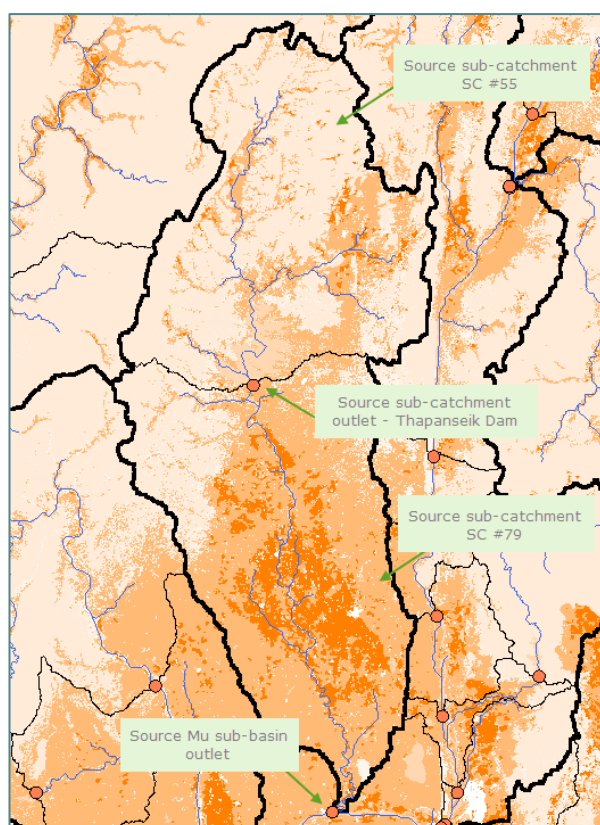 Source sub-catchment
SC #55
Source sub-catchment
outlet - Thapanseik Dam
Source sub-catchment
SC #79
Source Mu sub-basin
outlet